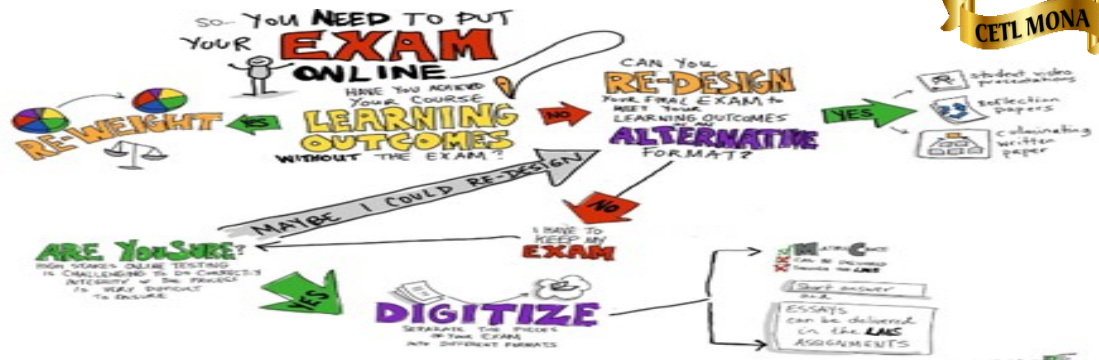 SO YOU NEED TO PUT
YOUR EXAM
ONLINE
CETL MONA
HAVE YOU ACHIEVED
YOUR COURSE
LEARNING
OUTCOMES
WITHOUT THE EXAM?
YES
RE-WEIGHT
NO
CAN YOU
RE-DESIGN
YOUR FINAL EXAM to
MEET YOUR
LEARNING OUTCOMES
ALTERNATIVE
FORMAT?
YES
student video
presentations
reflection
papers
culminating
written
paper
NO
I HAVE TO
KEEP MY
EXAM
MAYBE I COULD RE-DESIGN
ARE YOU SURE?
HIGH STAKES ONLINE TESTING
IS CHALLENGING TO DO CORRECTLY
INTEGRITY THE PROCESS
IS VERY DIFFICULT
TO ENSURE
YES
DIGITIZE
SEPARATE THE PIECES
OF YOUR EXAM
INTO DIFFERENT FORMATS
CAN BE DELIVERED
THROUGH THE LMS
Short answer
ESSAYS
can be delivered
in the LMS
ASSIGNMENTS